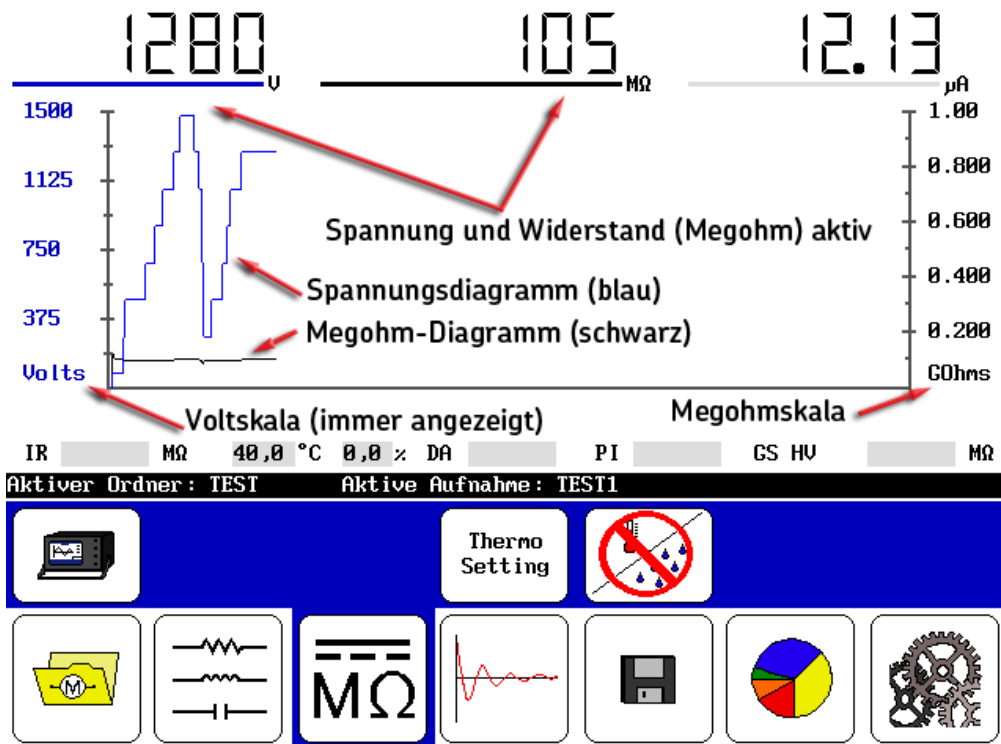 1280 V 105 MΩ 12.13 µA
1500 1.00
0.800
1125
Spannung und Widerstand (Megohm) aktiv 0.600
750
Spannungsdiagramm (blau) 0.400
375 Megohm-Diagramm (schwarz) 0.200
Volts GOhms
Voltskala (immer angezeigt) Megohmskala
IR MΩ 40,0 °C 0,0 % DA PI GS HV MΩ
Aktiver Ordner: TEST Aktive Aufnahme: TEST1
Thermo
Setting
M
MΩ